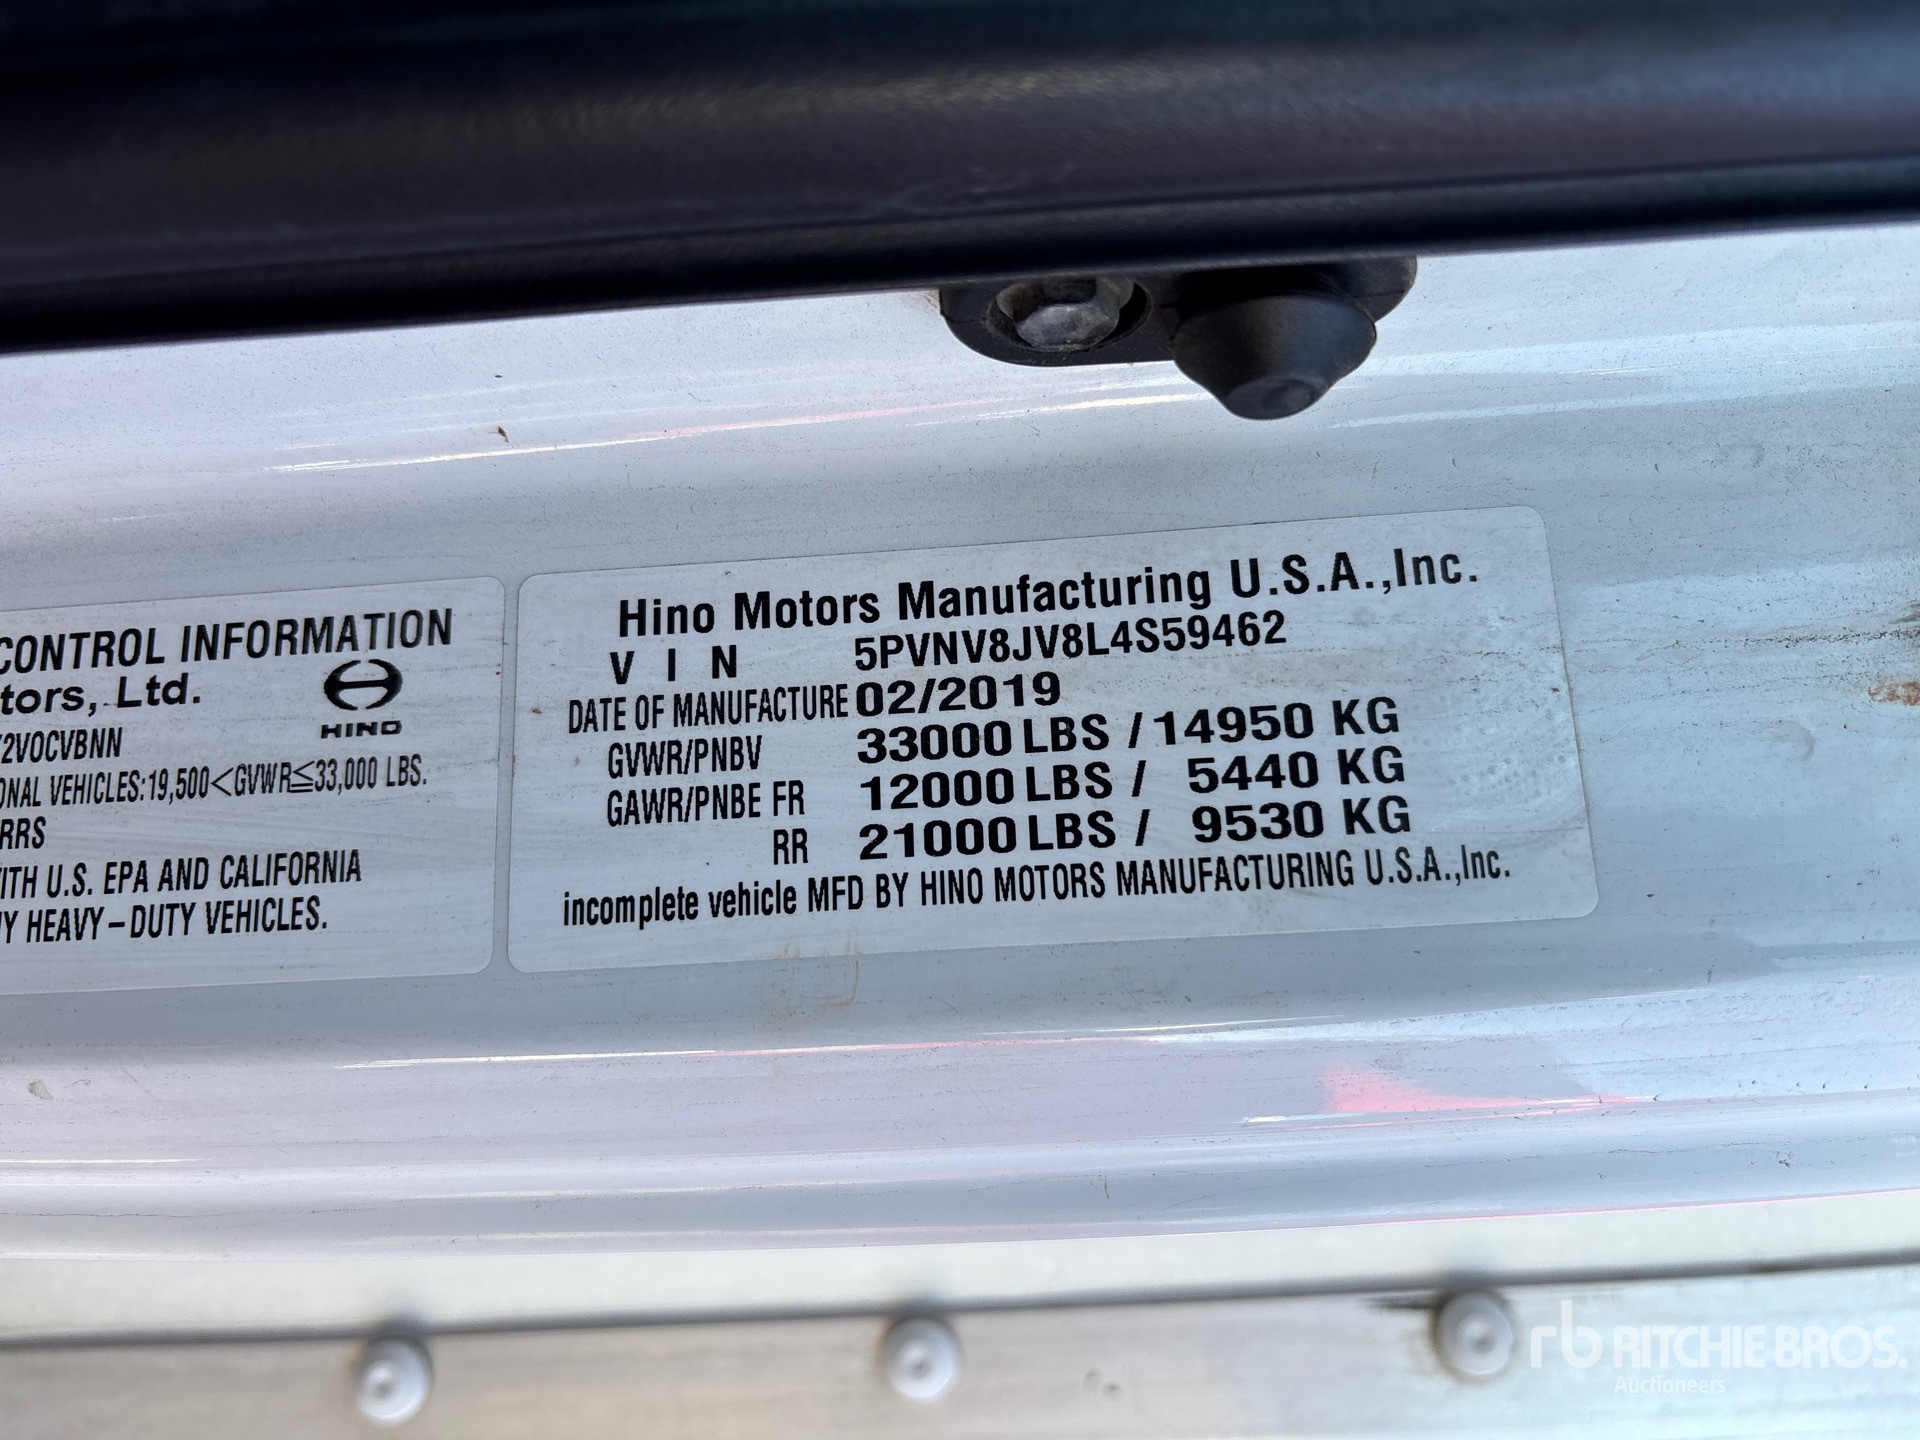 CONTROL INFORMATION
tors, Ltd.
HINO
2VOCVBNN
ONAL VEHICLES:19,500<GVWR≦33,000 LBS.
RRS
ITH U.S. EPA AND CALIFORNIA
Y HEAVY-DUTY VEHICLES.
Hino Motors Manufacturing U.S.A.,Inc.
V I N 5PVNV8JV8L4S59462
DATE OF MANUFACTURE 02/2019
GVWR/PNBV 33000 LBS / 14950 KG
GAWR/PNBE FR 12000 LBS / 5440 KG
RR 21000 LBS / 9530 KG
incomplete vehicle MFD BY HINO MOTORS MANUFACTURING U.S.A.,Inc.
rb RITCHIE BROS.
Auctioneers